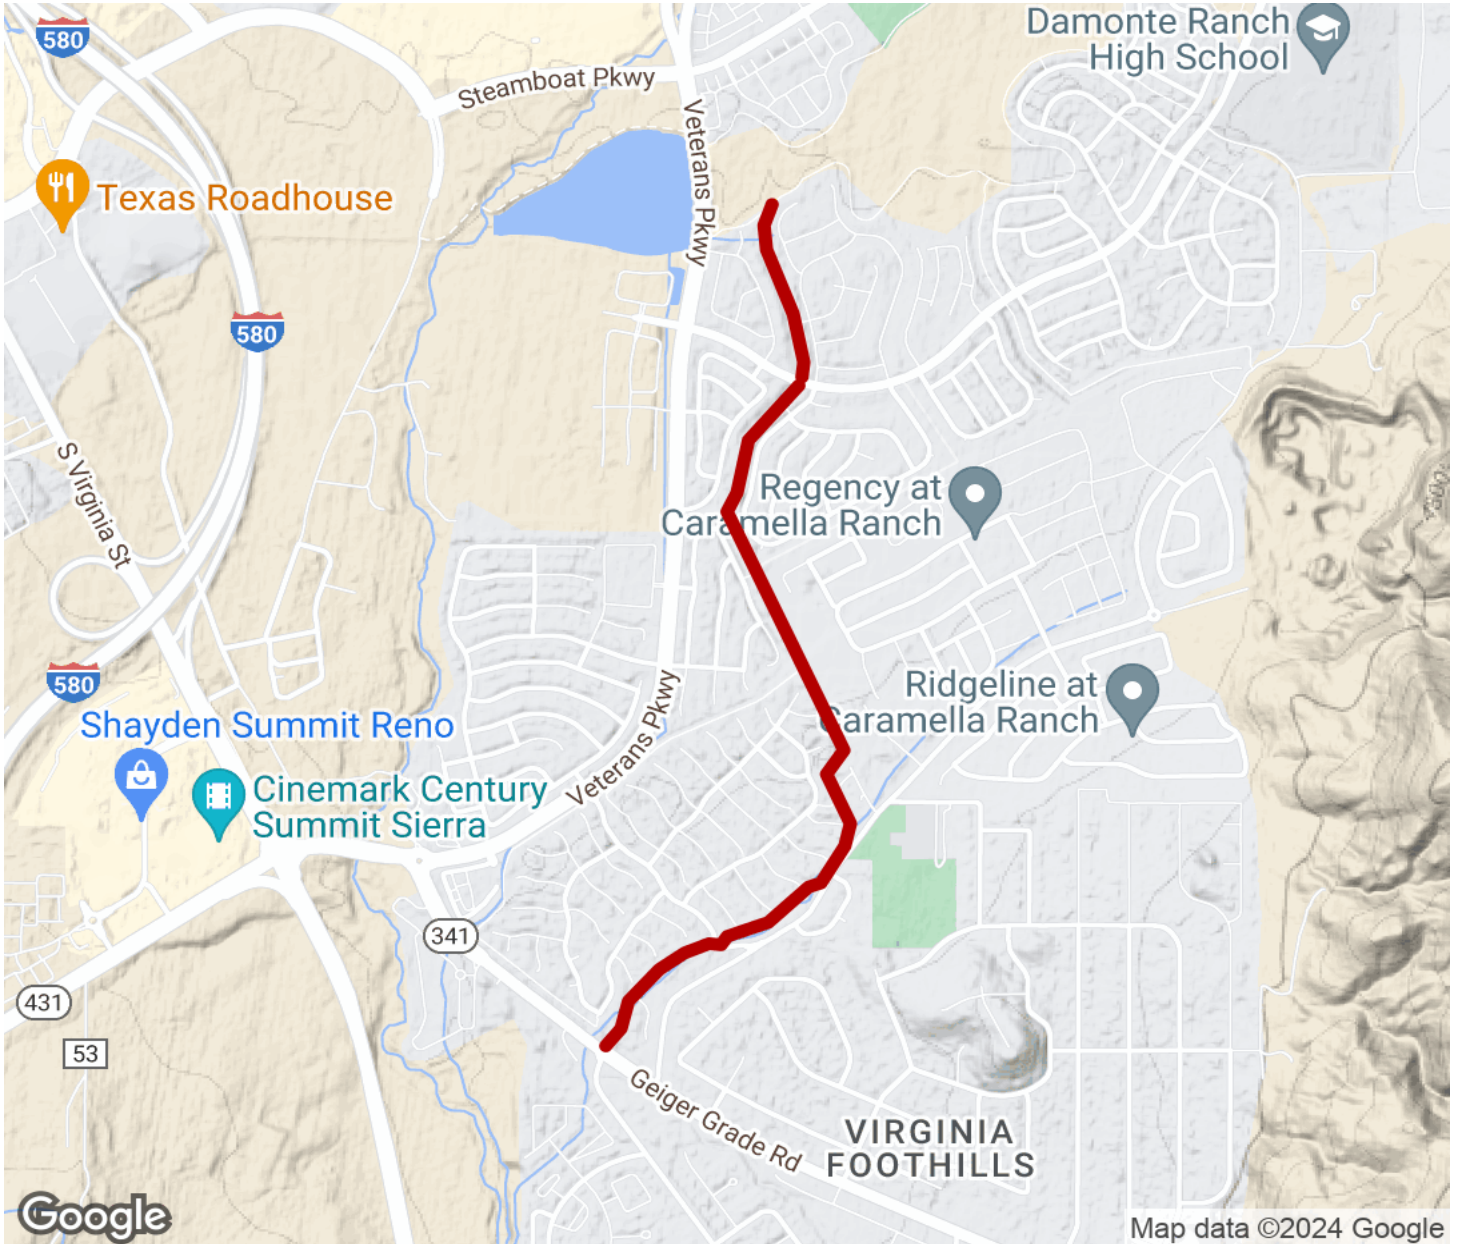 580
Damonte Ranch
High School
Steamboat Pkwy
Veterans Pkwy
Texas Roadhouse
580
S Virginia St
Regency at
Caramella Ranch
580
Veterans Pkwy
Ridgeline at
Caramella Ranch
Shayden Summit Reno
Cinemark Century
Summit Sierra
341
431
53
Geiger Grade Rd
VIRGINIA
FOOTHILLS
Google
Map data ©2024 Google